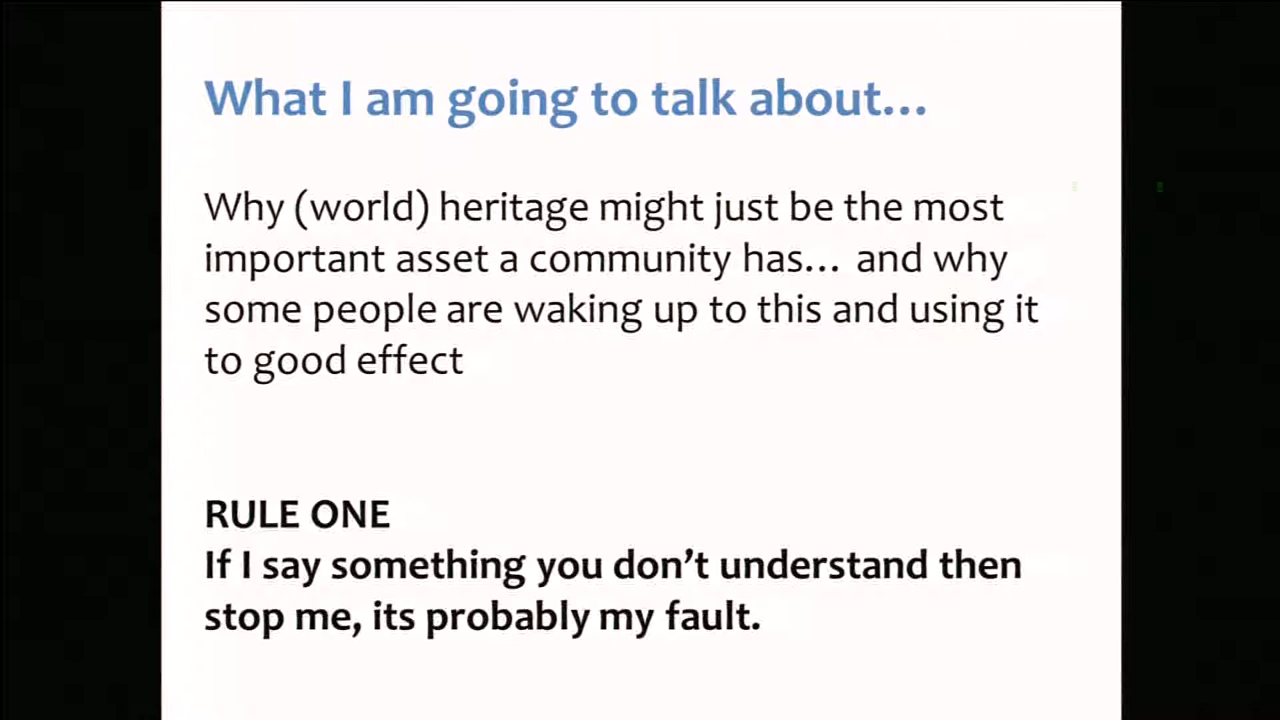 What I am going to talk about…
Why (world) heritage might just be the most
important asset a community has… and why
some people are waking up to this and using it
to good effect
RULE ONE
If I say something you don’t understand then
stop me, its probably my fault.